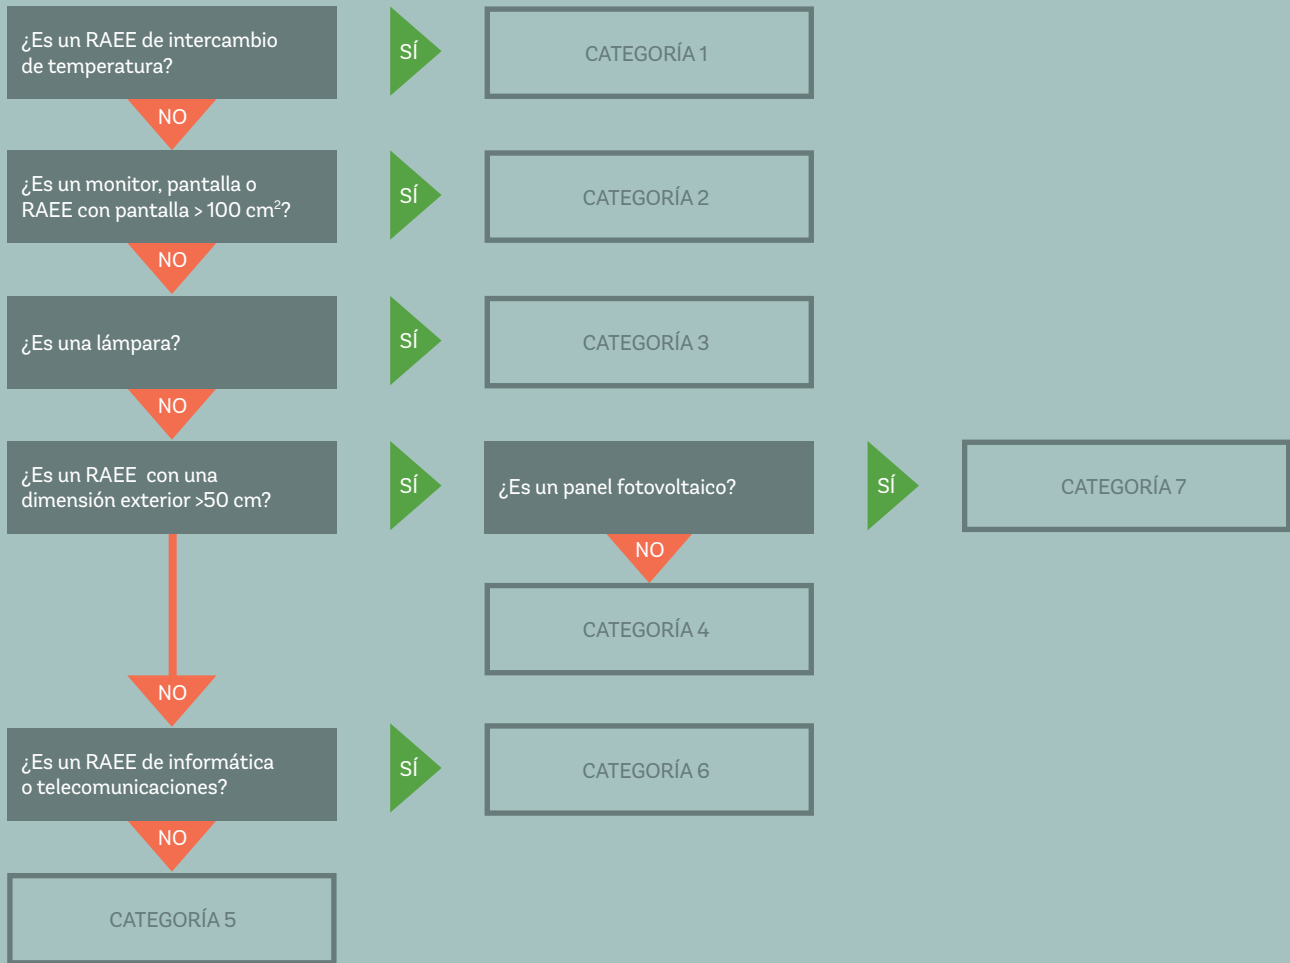 ¿Es un RAEE de intercambio
de temperatura?
SÍ
CATEGORÍA 1
NO
¿Es un monitor, pantalla o
RAEE con pantalla > 100 cm²?
SÍ
CATEGORÍA 2
NO
¿Es una lámpara?
SÍ
CATEGORÍA 3
NO
¿Es un RAEE con una
dimensión exterior >50 cm?
SÍ
¿Es un panel fotovoltaico?
SÍ
CATEGORÍA 7
NO
CATEGORÍA 4
NO
¿Es un RAEE de informática
o telecomunicaciones?
SÍ
CATEGORÍA 6
NO
CATEGORÍA 5